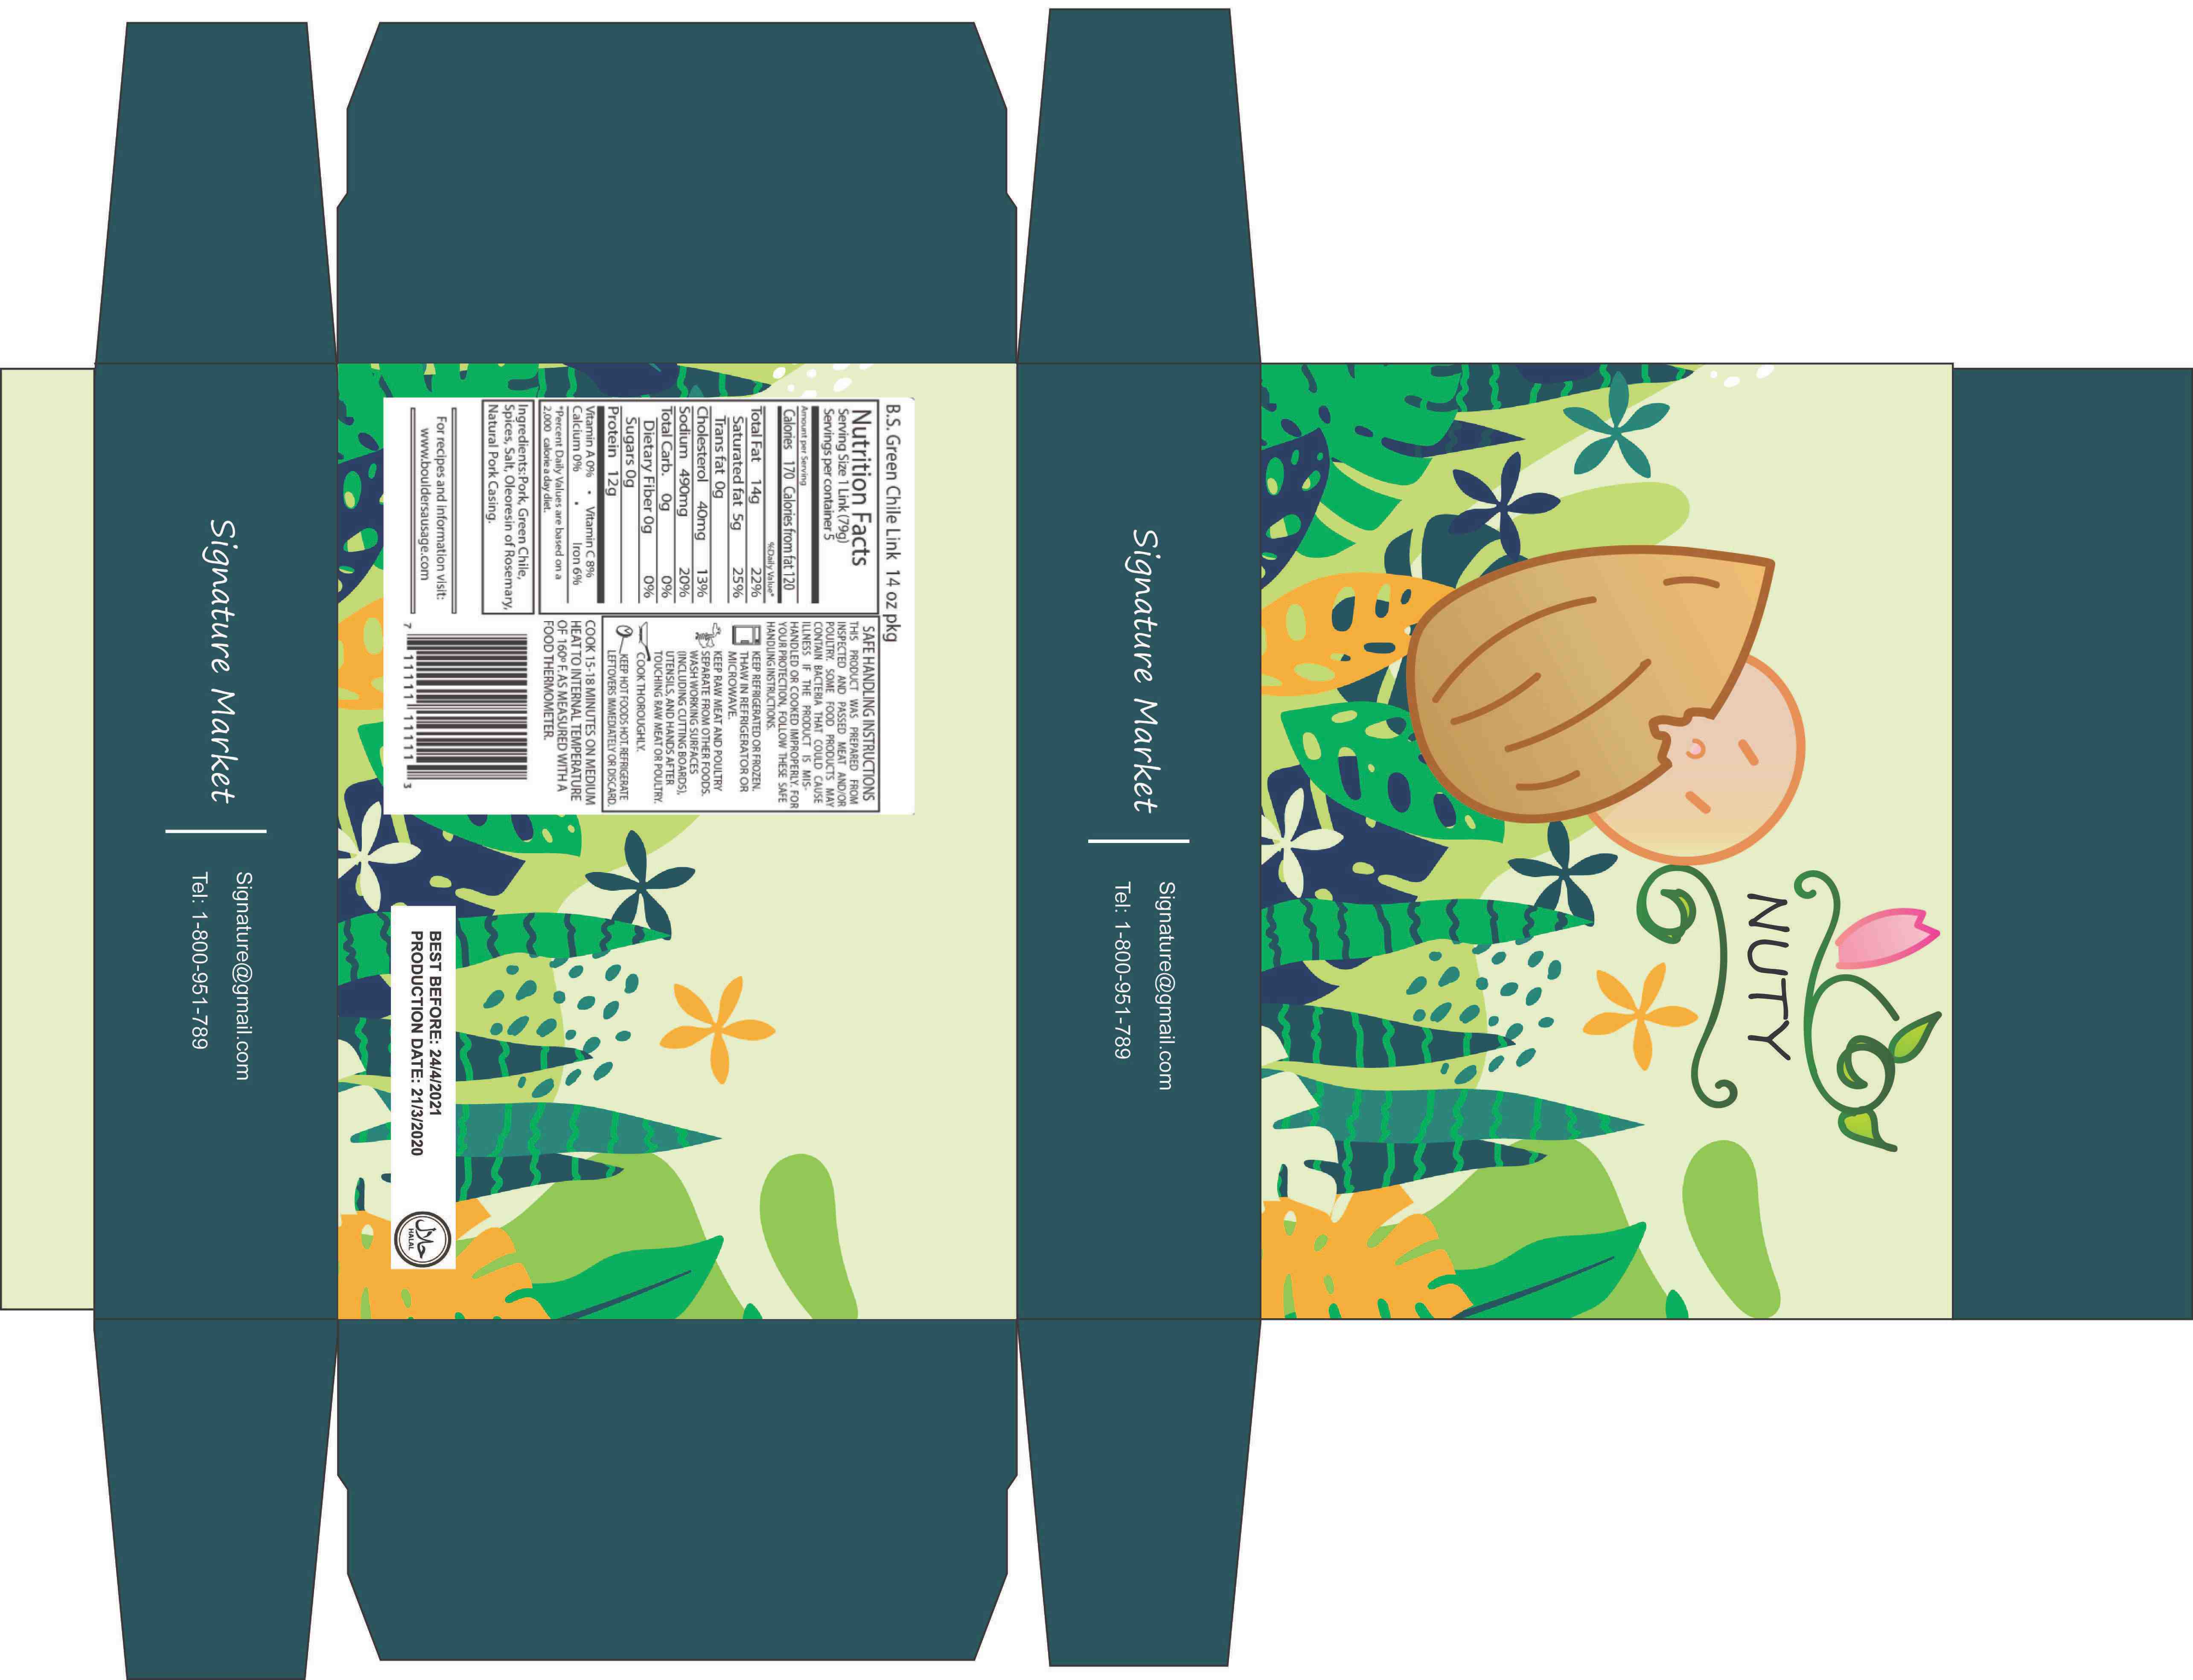 Signature Market
Signature@gmail.com
Tel: 1-800-951-789
B.S. Green Chile Link 14 oz pkg
Nutrition Facts
Serving Size 1 Link (79g)
Servings per container 5
Amount per Serving
Calories 170 Calories from fat 120
%Daily Value*
Total Fat 14g 22%
Saturated fat 5g 25%
Trans fat 0g
Cholesterol 40mg 13%
Sodium 490mg 20%
Total Carb. 0g 0%
Dietary Fiber 0g 0%
Sugars 0g
Protein 12g
Vitamin A 0% • Vitamin C 8%
Calcium 0% • Iron 6%
*Percent Daily Values are based on a
2,000 calorie a day diet.
Ingredients:Pork, Green Chile,
Spices, Salt, Oleoresin of Rosemary,
Natural Pork Casing.
For recipes and information visit:
www.bouldersausage.com
SAFE HANDLING INSTRUCTIONS
THIS PRODUCT WAS PREPARED FROM
INSPECTED AND PASSED MEAT AND/OR
POULTRY. SOME FOOD PRODUCTS MAY
CONTAIN BACTERIA THAT COULD CAUSE
ILLNESS IF THE PRODUCT IS MIS-
HANDLED OR COOKED IMPROPERLY. FOR
YOUR PROTECTION, FOLLOW THESE SAFE
HANDLING INSTRUCTIONS.
KEEP REFRIGERATED OR FROZEN.
THAW IN REFRIGERATOR OR
MICROWAVE.
KEEP RAW MEAT AND POULTRY
SEPARATE FROM OTHER FOODS.
WASH WORKING SURFACES
(INCLUDING CUTTING BOARDS),
UTENSILS, AND HANDS AFTER
TOUCHING RAW MEAT OR POULTRY.
COOK THOROUGHLY.
KEEP HOT FOODS HOT. REFRIGERATE
LEFTOVERS IMMEDIATELY OR DISCARD.
COOK 15-18 MINUTES ON MEDIUM
HEAT TO INTERNAL TEMPERATURE
OF 160º F. AS MEASURED WITH A
FOOD THERMOMETER.
7 11111 11111 3
BEST BEFORE: 24/4/2021
PRODUCTION DATE: 21/3/2020
حلال
HALAL
Signature Market
Signature@gmail.com
Tel: 1-800-951-789
NUTY